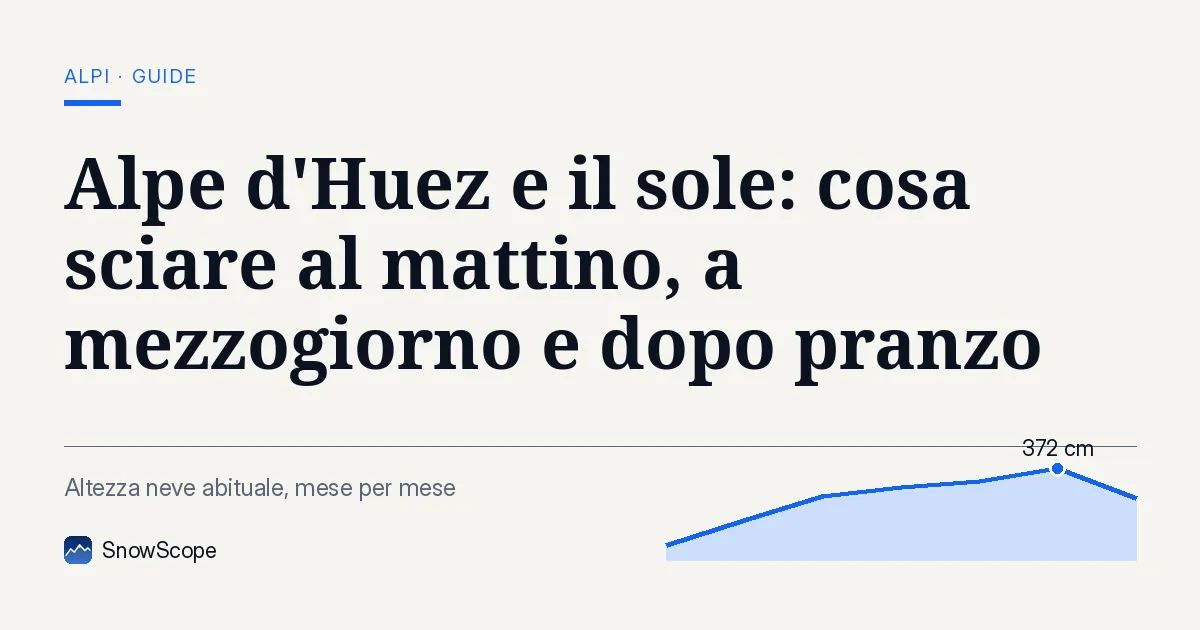 ALPI · GUIDE
Alpe d'Huez e il sole: cosa
sciare al mattino, a
mezzogiorno e dopo pranzo
372 cm
Altezza neve abituale, mese per mese
SnowScope